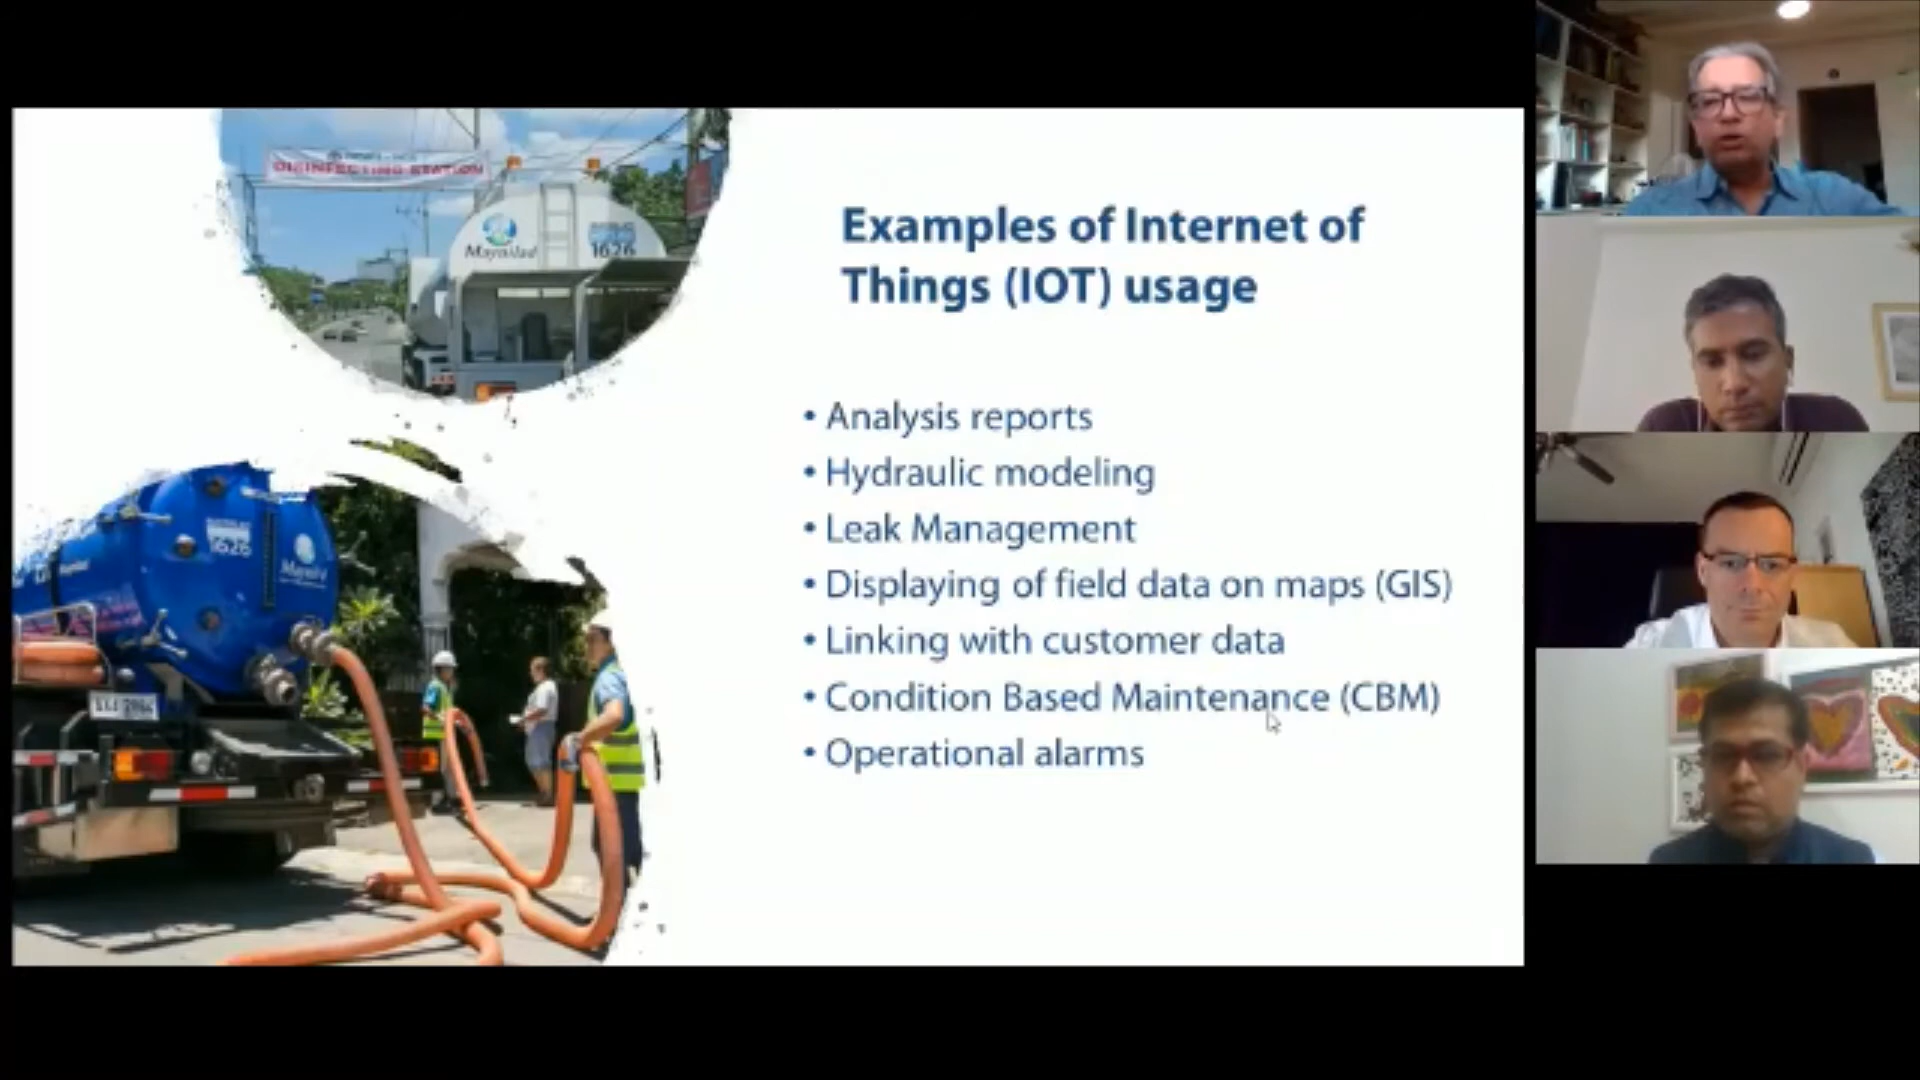 DISINFECTING STATION
Maynilad
1626
Examples of Internet of
Things (IOT) usage
• Analysis reports
• Hydraulic modeling
• Leak Management
• Displaying of field data on maps (GIS)
• Linking with customer data
• Condition Based Maintenance (CBM)
• Operational alarms
1626
Maynilad